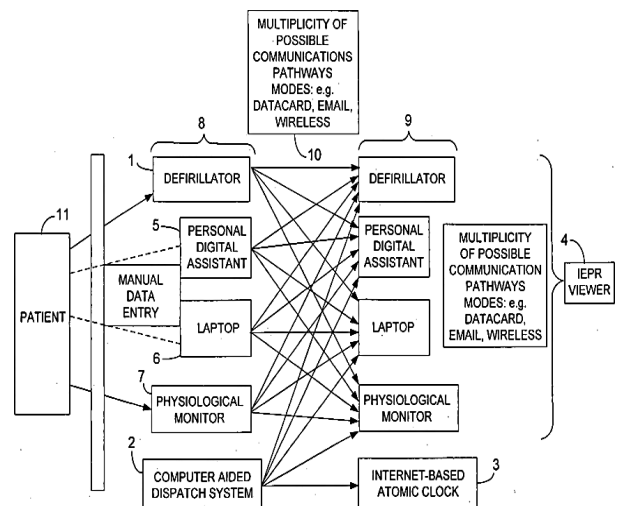 MULTIPLICITY OF
POSSIBLE
COMMUNICATIONS
PATHWAYS
MODES: e.g.
DATACARD, EMAIL,
WIRELESS
8
10
9
1
DEFIRILLATOR
DEFIRILLATOR
11
5
PERSONAL
DIGITAL
ASSISTANT
PERSONAL
DIGITAL
ASSISTANT
MULTIPLICITY
OF POSSIBLE
COMMUNICATION
PATHWAYS
MODES: e.g.
DATACARD,
EMAIL, WIRELESS
4
IEPR
VIEWER
PATIENT
MANUAL
DATA
ENTRY
LAPTOP
LAPTOP
6
7
PHYSIOLOGICAL
MONITOR
PHYSIOLOGICAL
MONITOR
2
COMPUTER AIDED
DISPATCH SYSTEM
INTERNET-BASED
ATOMIC CLOCK
3